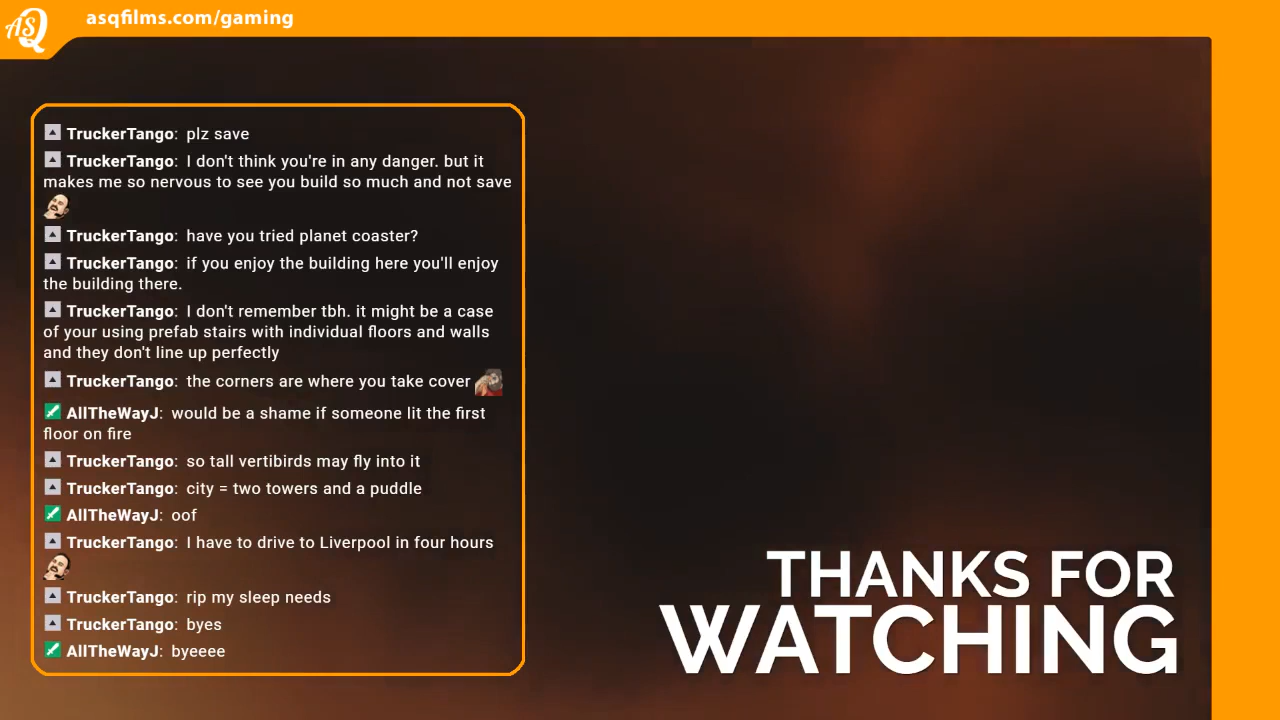 ASQ
asqfilms.com/gaming
TruckerTango: plz save
TruckerTango: I don't think you're in any danger. but it
makes me so nervous to see you build so much and not save
TruckerTango: have you tried planet coaster?
TruckerTango: if you enjoy the building here you'll enjoy
the building there.
TruckerTango: I don't remember tbh. it might be a case
of your using prefab stairs with individual floors and walls
and they don't line up perfectly
TruckerTango: the corners are where you take cover
AllTheWayJ: would be a shame if someone lit the first
floor on fire
TruckerTango: so tall vertibirds may fly into it
TruckerTango: city = two towers and a puddle
AllTheWayJ: oof
TruckerTango: I have to drive to Liverpool in four hours
TruckerTango: rip my sleep needs
TruckerTango: byes
AllTheWayJ: byeeee
THANKS FOR
WATCHING